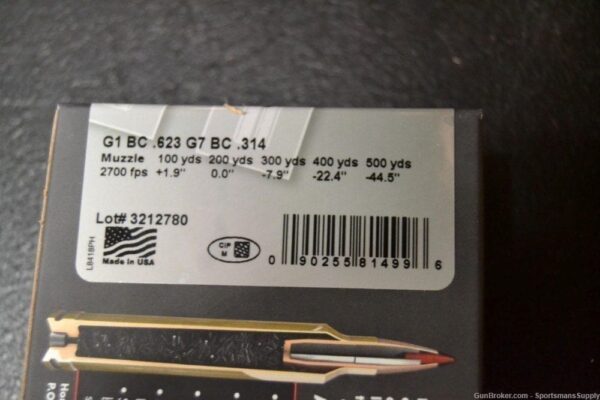 G1 BC .623 G7 BC .314
Muzzle 100 yds 200 yds 300 yds 400 yds 500 yds
2700 fps +1.9" 0.0" -7.9" -22.4" -44.5"
Lot# 3212780
L8418PH
Made in USA
CIP
M
0 90255 81499 6
GunBroker.com - SportsmansSupply